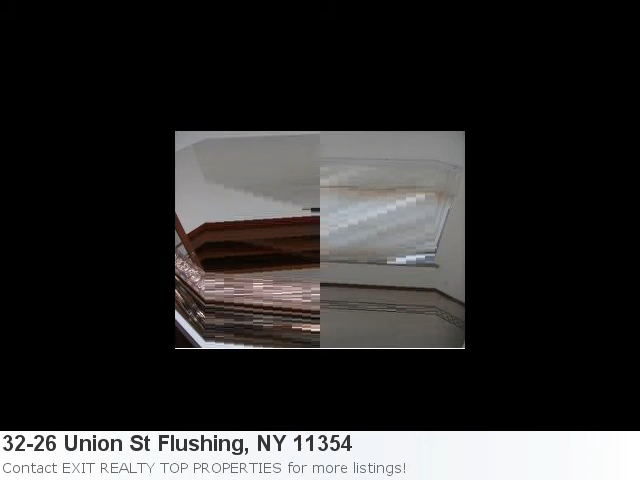 32-26 Union St Flushing, NY 11354
Contact EXIT REALTY TOP PROPERTIES for more listings!